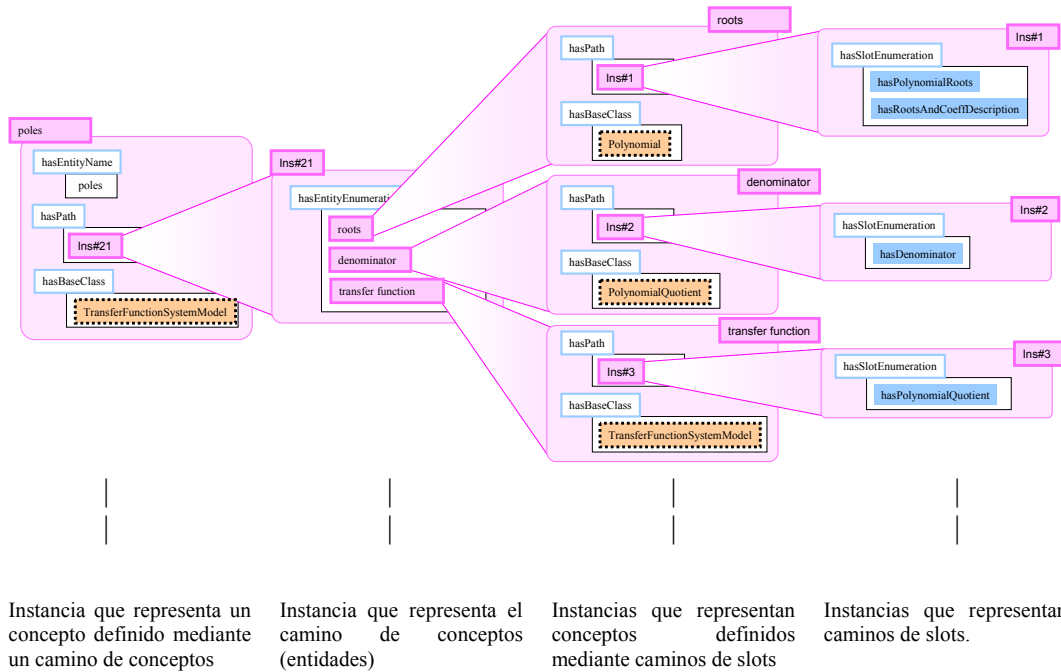 poles
hasEntityName
poles
hasPath
Ins#21
hasBaseClass
TransferFunctionSystemModel
Ins#21
hasEntityEnumeration
roots
denominator
transfer function
roots
hasPath
Ins#1
hasBaseClass
Polynomial
denominator
hasPath
Ins#2
hasBaseClass
PolynomialQuotient
transfer function
hasPath
Ins#3
hasBaseClass
TransferFunctionSystemModel
Ins#1
hasSlotEnumeration
hasPolynomialRoots
hasRootsAndCoeffDescription
Ins#2
hasSlotEnumeration
hasDenominator
Ins#3
hasSlotEnumeration
hasPolynomialQuotient
Instancia que representa un
concepto definido mediante
un camino de conceptos
Instancia que representa el
camino de conceptos
(entidades)
Instancias que representan
conceptos definidos
mediante caminos de slots
Instancias que representan
caminos de slots.